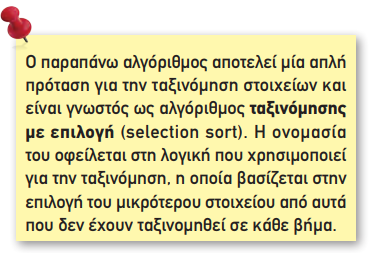 Ο παραπάνω αλγόριθμος αποτελεί μία απλή
πρόταση για την ταξινόμηση στοιχείων και
είναι γνωστός ως αλγόριθμος ταξινόμησης
με επιλογή (selection sort). Η ονομασία
του οφείλεται στη λογική που χρησιμοποιεί
για την ταξινόμηση, η οποία βασίζεται στην
επιλογή του μικρότερου στοιχείου από αυτά
που δεν έχουν ταξινομηθεί σε κάθε βήμα.